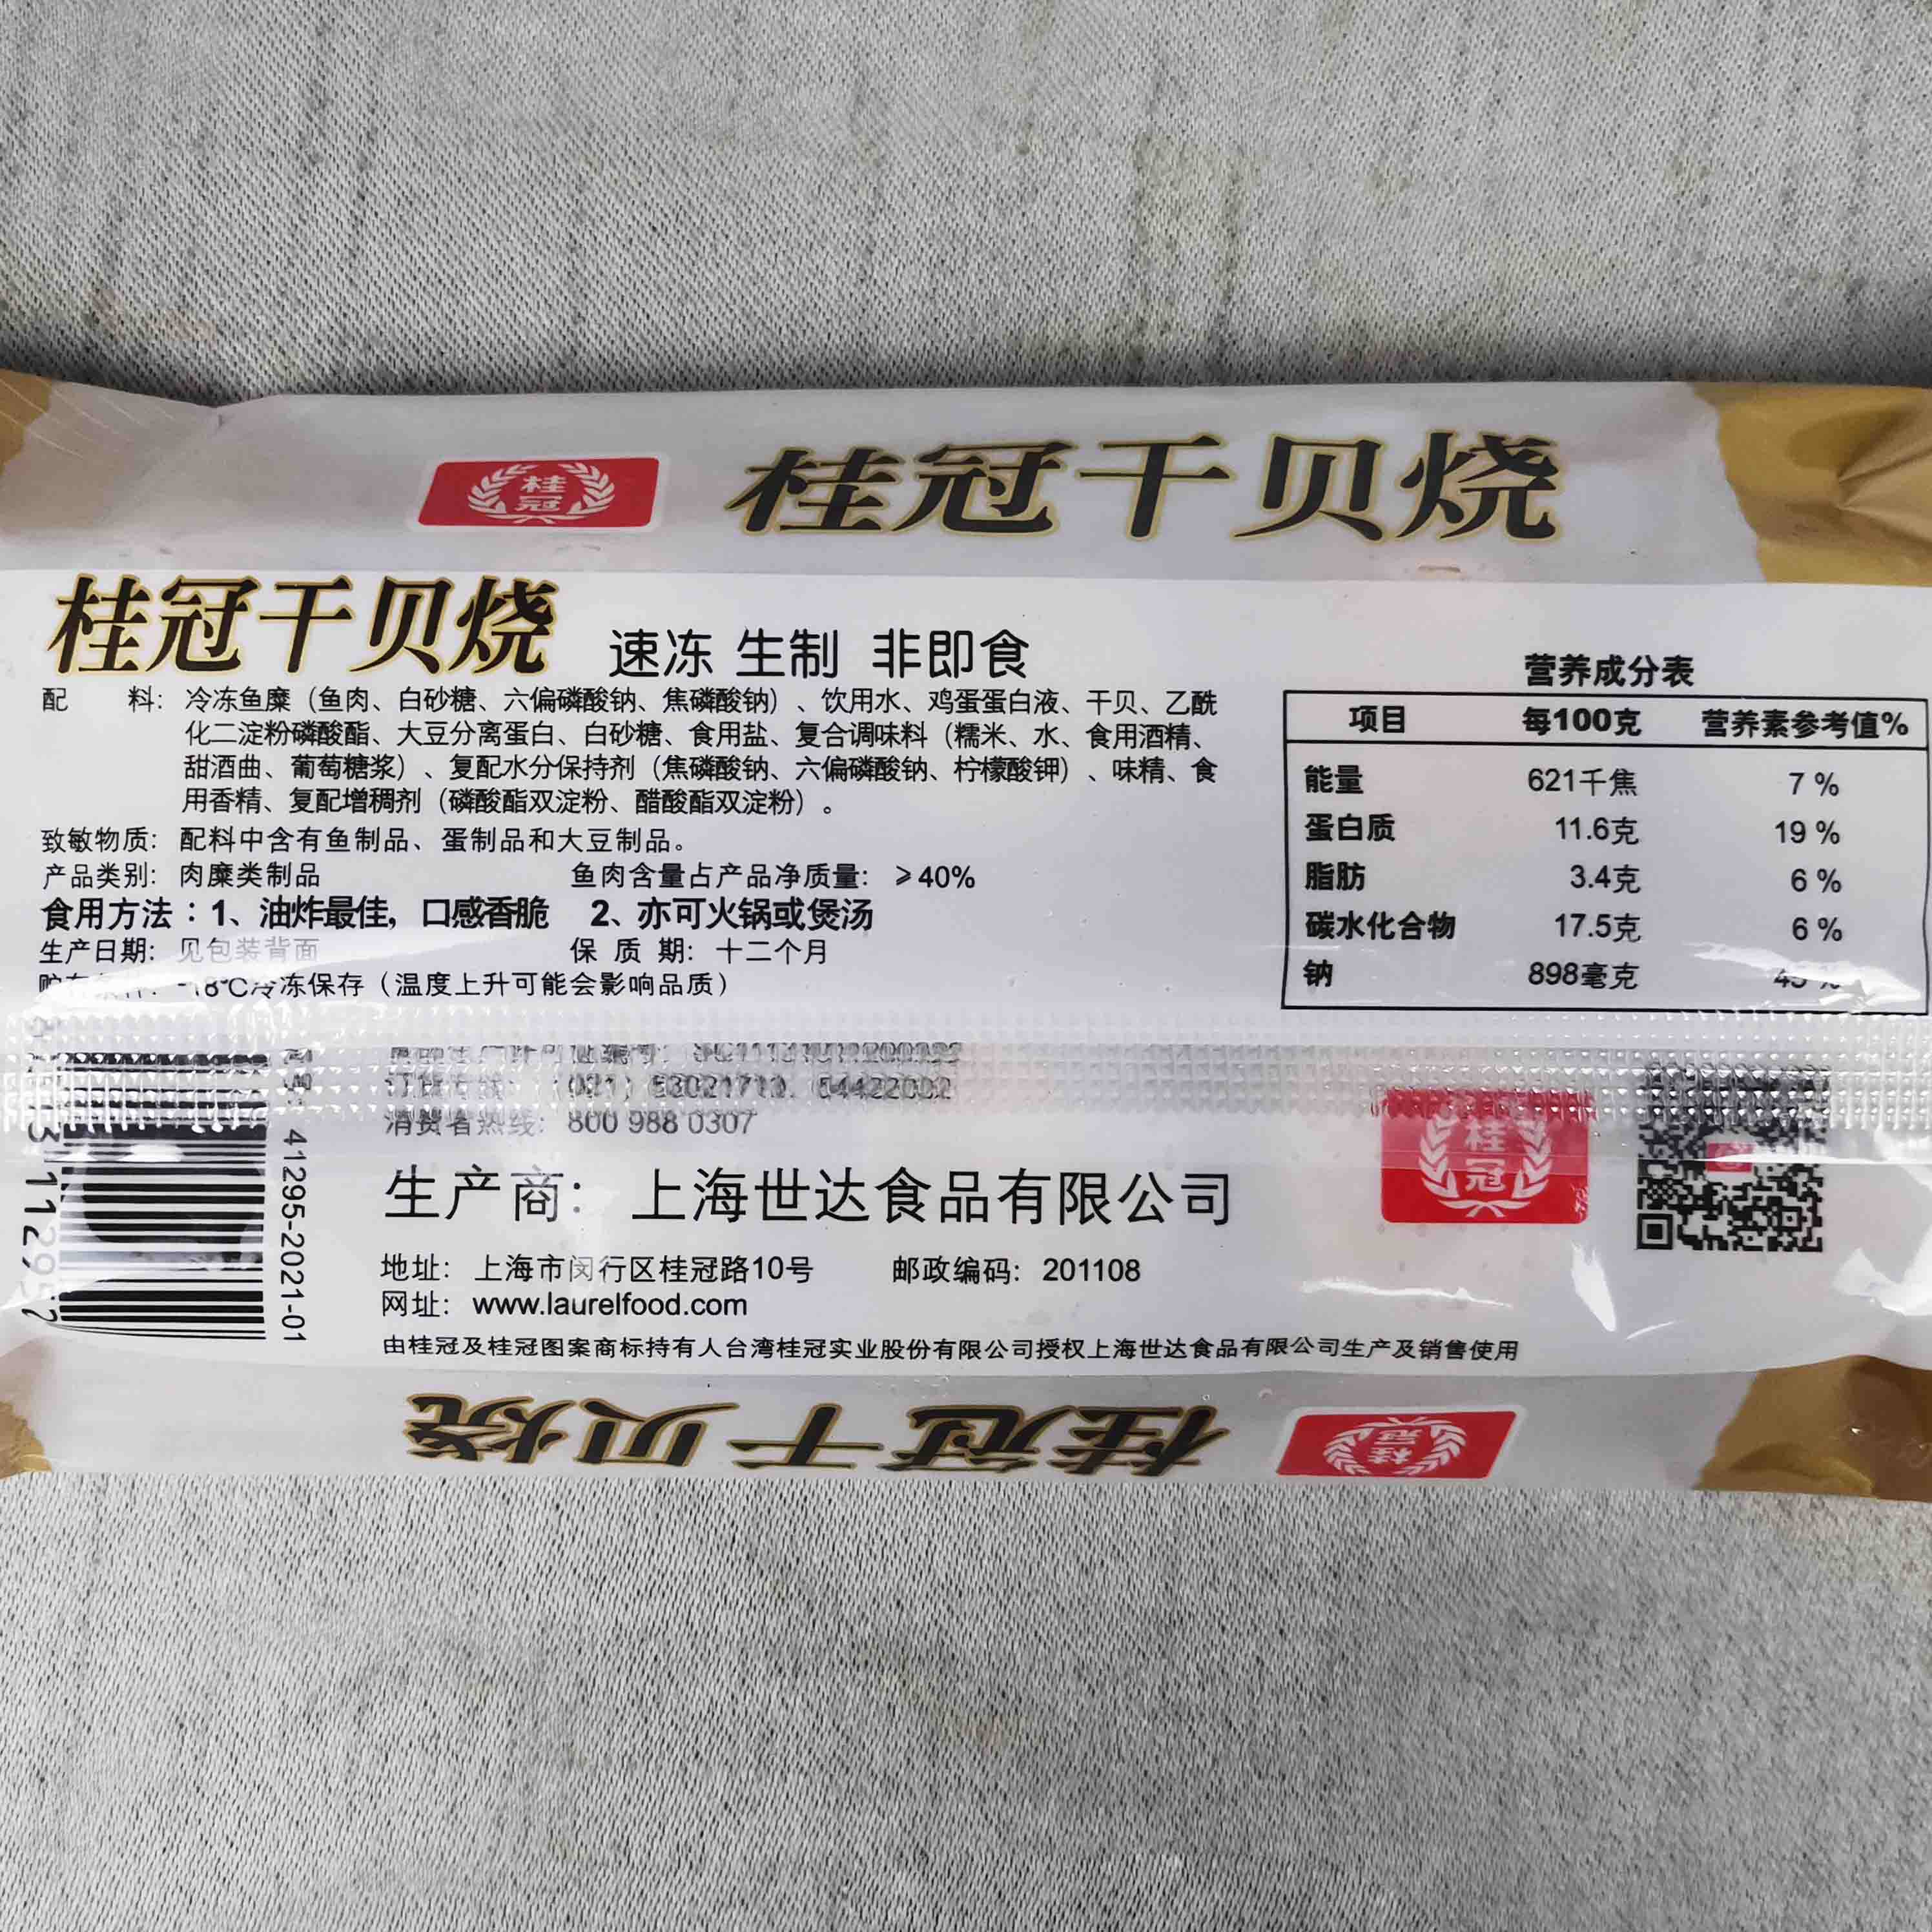 桂冠
桂冠干贝烧
桂冠干贝烧 速冻 生制 非即食
配 料: 冷冻鱼糜（鱼肉、白砂糖、六偏磷酸钠、焦磷酸钠）、饮用水、鸡蛋蛋白液、干贝、乙酰
化二淀粉磷酸酯、大豆分离蛋白、白砂糖、食用盐、复合调味料（糯米、水、食用酒精、
甜酒曲、葡萄糖浆）、复配水分保持剂（焦磷酸钠、六偏磷酸钠、柠檬酸钾）、味精、食
用香精、复配增稠剂（磷酸酯双淀粉、醋酸酯双淀粉）。
致敏物质: 配料中含有鱼制品、蛋制品和大豆制品。
产品类别: 肉糜类制品 鱼肉含量占产品净质量: ≥40%
食用方法：1、油炸最佳，口感香脆 2、亦可火锅或煲汤
生产日期: 见包装背面 保 质 期: 十二个月
-18℃冷冻保存（温度上升可能会影响品质）
营养成分表
项目 每100克 营养素参考值%
能量 621千焦 7 %
蛋白质 11.6克 19 %
脂肪 3.4克 6 %
碳水化合物 17.5克 6 %
钠 898毫克
消费者热线: 800 988 0307
生产商: 上海世达食品有限公司
地址: 上海市闵行区桂冠路10号 邮政编码: 201108
网址: www.laurelfood.com
由桂冠及桂冠图案商标持有人台湾桂冠实业股份有限公司授权上海世达食品有限公司生产及销售使用
41295-2021-01
桂冠
桂冠干贝烧
桂冠